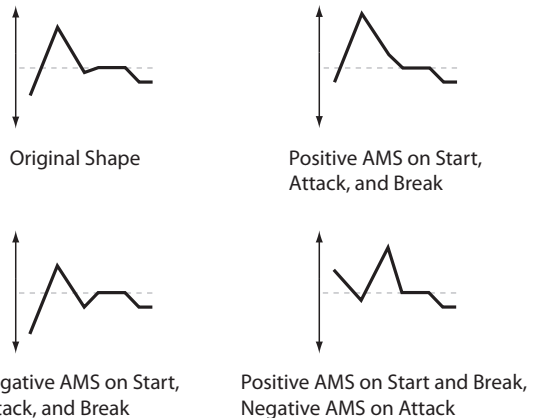 Original Shape
Positive AMS on Start,
Attack, and Break
gative AMS on Start,
tack, and Break
Positive AMS on Start and Break,
Negative AMS on Attack